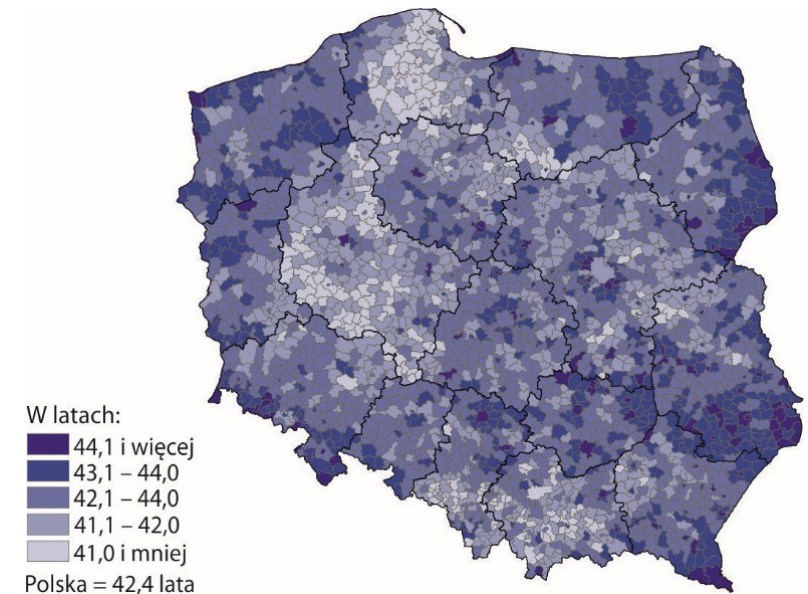 W latach:
44,1 i więcej
43,1 – 44,0
42,1 – 44,0
41,1 – 42,0
41,0 i mniej
Polska = 42,4 lata